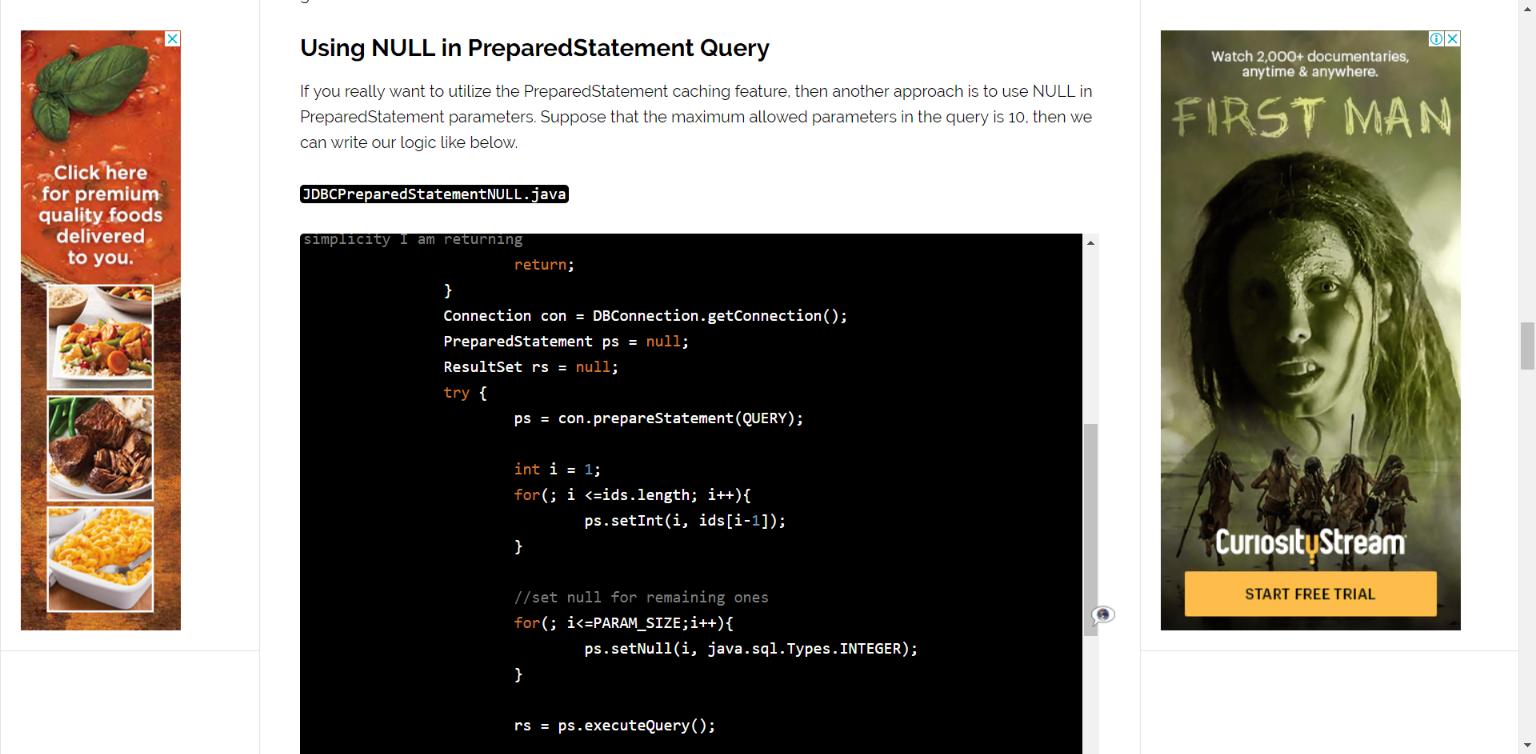 Using NULL in PreparedStatement Query
If you really want to utilize the PreparedStatement caching feature, then another approach is to use NULL in
PreparedStatement parameters. Suppose that the maximum allowed parameters in the query is 10, then we
can write our logic like below.
JDBCPreparedStatementNULL.java
simplicity I am returning
return;
}
Connection con = DBConnection.getConnection();
PreparedStatement ps = null;
ResultSet rs = null;
try {
ps = con.prepareStatement(QUERY);
int i = 1;
for(; i <=ids.length; i++){
ps.setInt(i, ids[i-1]);
}
//set null for remaining ones
for(; i<=PARAM_SIZE;i++){
ps.setNull(i, java.sql.Types.INTEGER);
}
rs = ps.executeQuery();
Click here
for premium
quality foods
delivered
to you.
Watch 2,000+ documentaries,
anytime & anywhere.
FIRST MAN
CuriosityStream
START FREE TRIAL